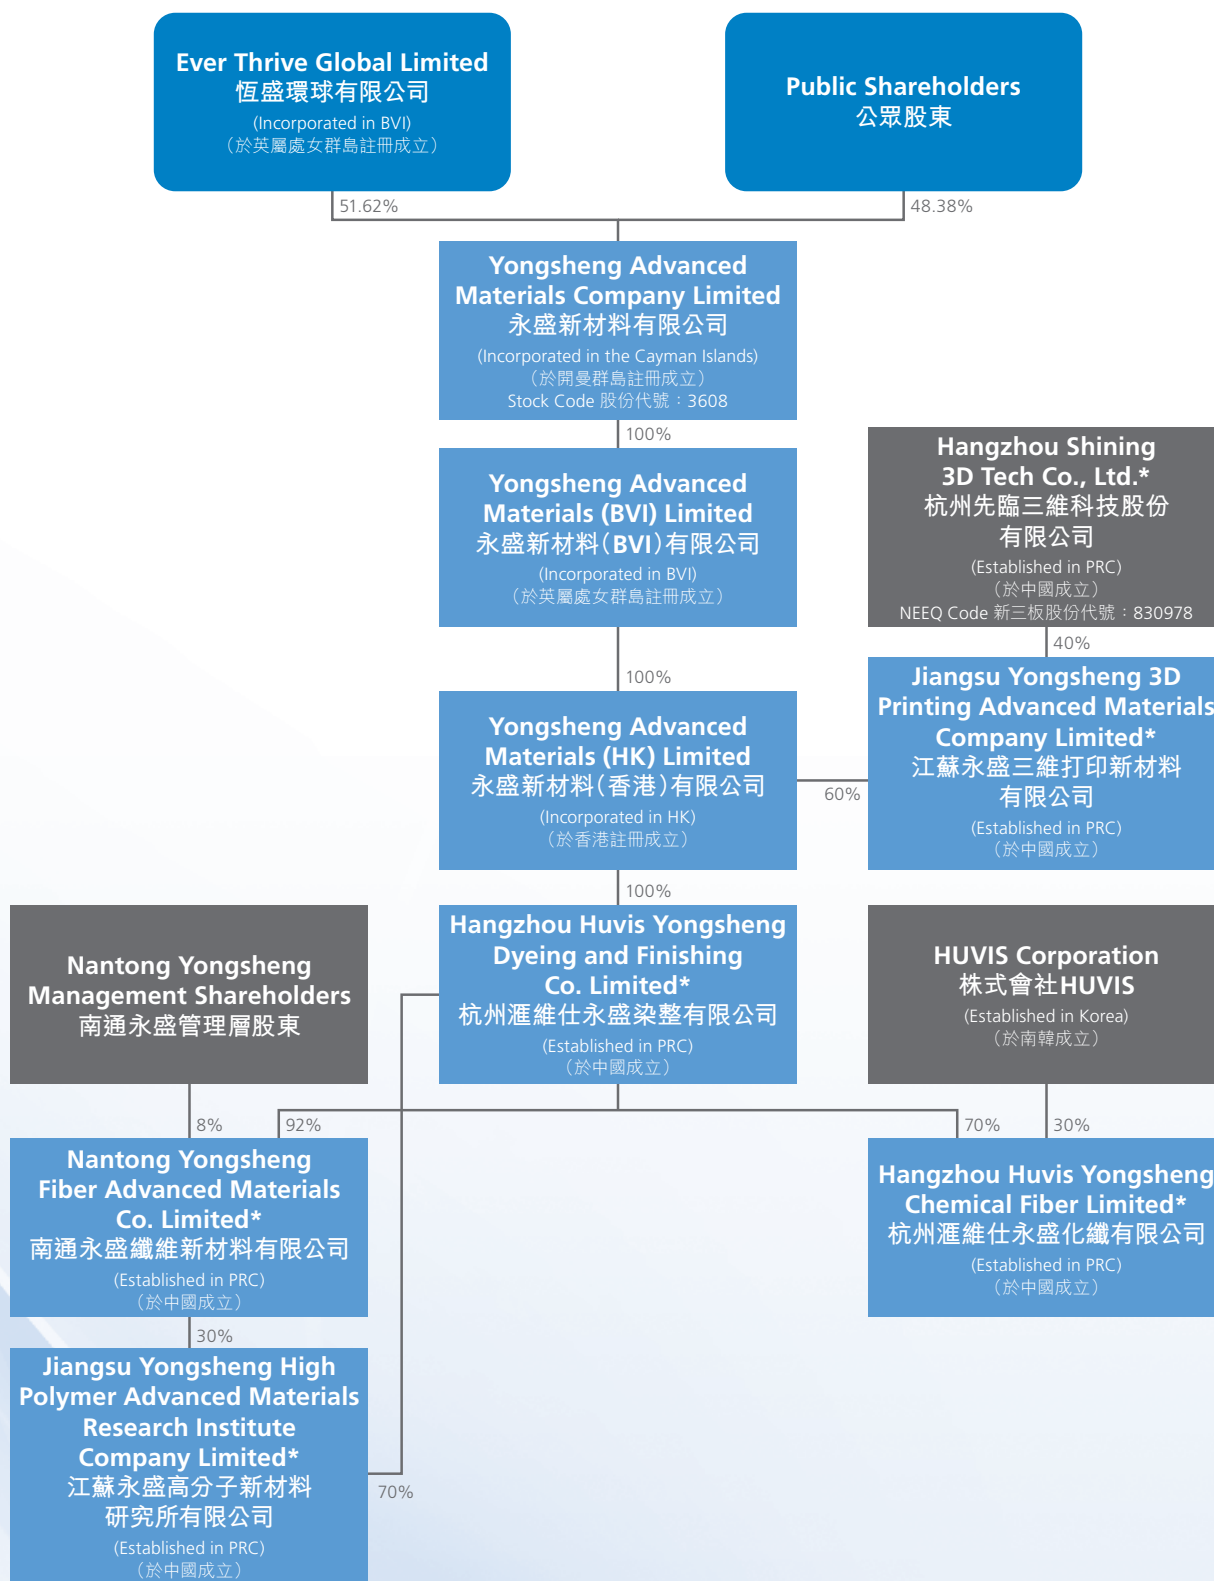 Ever Thrive Global Limited
恆盛環球有限公司
(Incorporated in BVI)
（於英屬處女群島註冊成立）
Public Shareholders
公眾股東
51.62%
48.38%
Yongsheng Advanced
Materials Company Limited
永盛新材料有限公司
(Incorporated in the Cayman Islands)
（於開曼群島註冊成立）
Stock Code 股份代號：3608
100%
Yongsheng Advanced
Materials (BVI) Limited
永盛新材料（BVI）有限公司
(Incorporated in BVI)
（於英屬處女群島註冊成立）
Hangzhou Shining
3D Tech Co., Ltd.*
杭州先臨三維科技股份
有限公司
(Established in PRC)
（於中國成立）
NEEQ Code 新三板股份代號：830978
100%
40%
Yongsheng Advanced
Materials (HK) Limited
永盛新材料（香港）有限公司
(Incorporated in HK)
（於香港註冊成立）
60%
Jiangsu Yongsheng 3D
Printing Advanced Materials
Company Limited*
江蘇永盛三維打印新材料
有限公司
(Established in PRC)
（於中國成立）
100%
Nantong Yongsheng
Management Shareholders
南通永盛管理層股東
Hangzhou Huvis Yongsheng
Dyeing and Finishing
Co. Limited*
杭州滙維仕永盛染整有限公司
(Established in PRC)
（於中國成立）
HUVIS Corporation
株式會社HUVIS
(Established in Korea)
（於南韓成立）
8%
92%
70%
30%
Nantong Yongsheng
Fiber Advanced Materials
Co. Limited*
南通永盛纖維新材料有限公司
(Established in PRC)
（於中國成立）
Hangzhou Huvis Yongsheng
Chemical Fiber Limited*
杭州滙維仕永盛化纖有限公司
(Established in PRC)
（於中國成立）
30%
Jiangsu Yongsheng High
Polymer Advanced Materials
Research Institute
Company Limited*
江蘇永盛高分子新材料
研究所有限公司
(Established in PRC)
（於中國成立）
70%